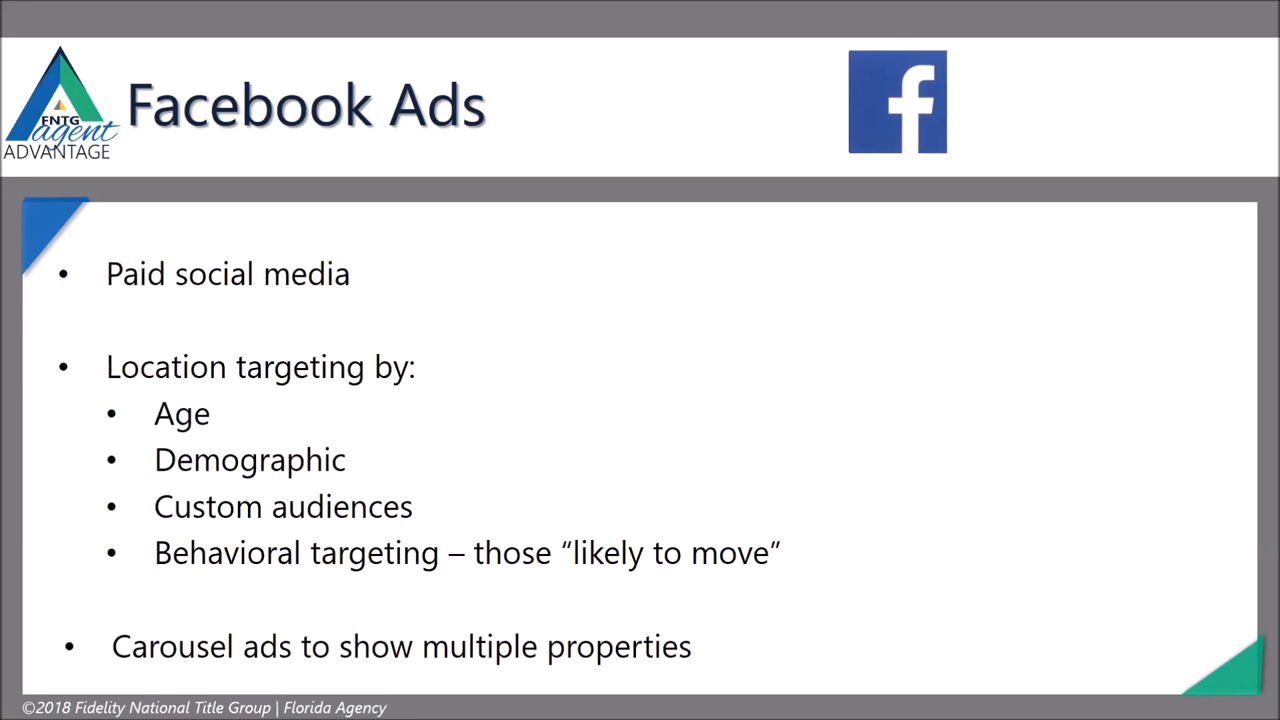 FNTG
agent
ADVANTAGE
Facebook Ads
f
• Paid social media
• Location targeting by:
• Age
• Demographic
• Custom audiences
• Behavioral targeting – those “likely to move”
• Carousel ads to show multiple properties
©2018 Fidelity National Title Group | Florida Agency